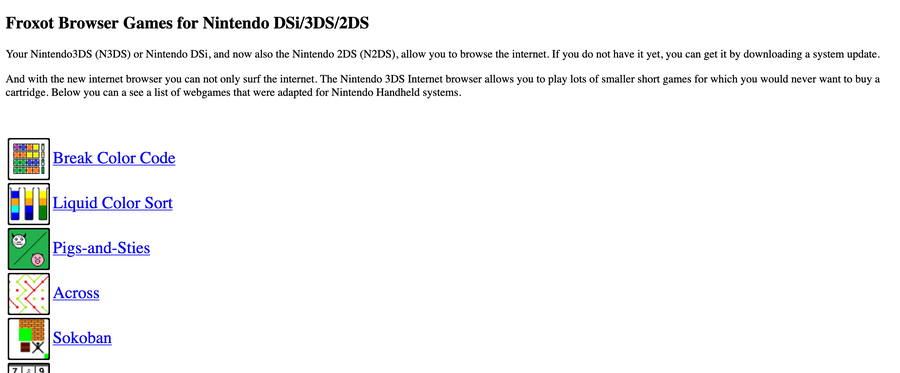 Froxot Browser Games for Nintendo DSi/3DS/2DS
Your Nintendo3DS (N3DS) or Nintendo DSi, and now also the Nintendo 2DS (N2DS), allow you to browse the internet. If you do not have it yet, you can get it by downloading a system update.
And with the new internet browser you can not only surf the internet. The Nintendo 3DS Internet browser allows you to play lots of smaller short games for which you would never want to buy a
cartridge. Below you can a see a list of webgames that were adapted for Nintendo Handheld systems.
Break Color Code
Liquid Color Sort
Pigs-and-Sties
Across
Sokoban